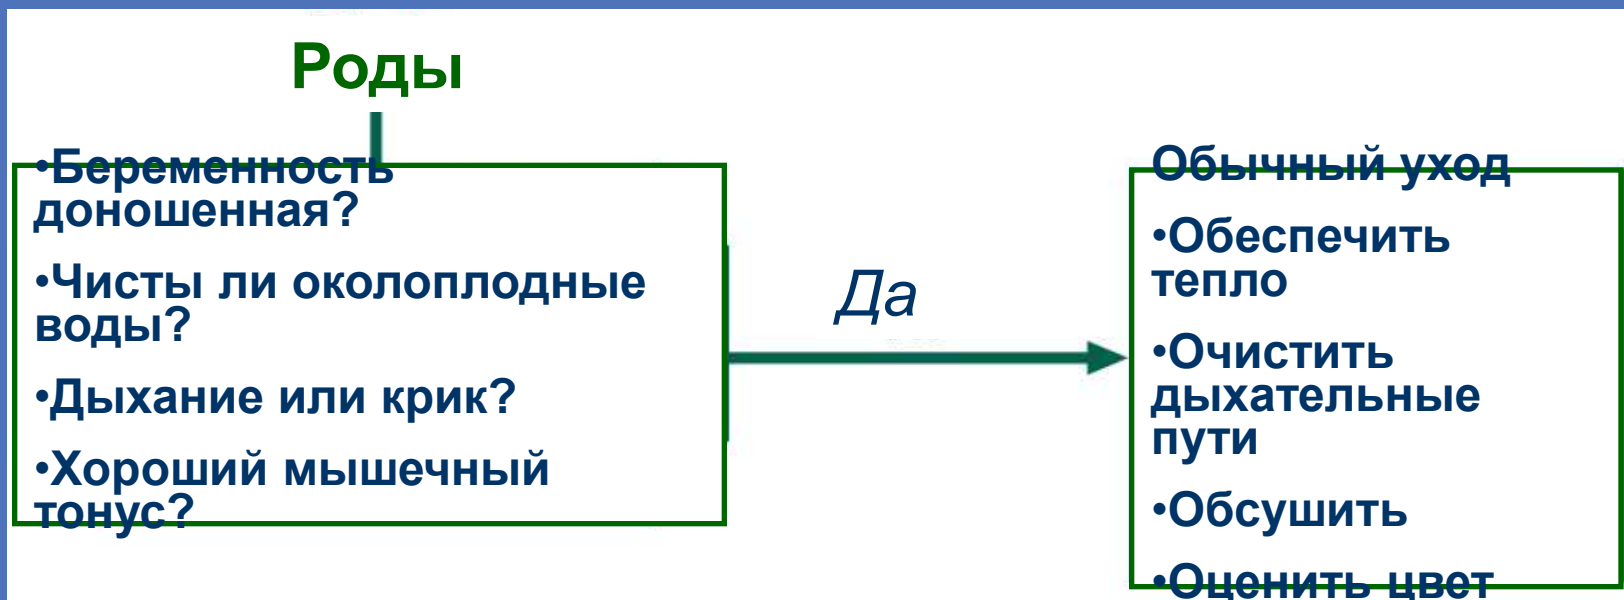 Роды
•Беременность
доношенная?
•Чисты ли околоплодные
воды?
•Дыхание или крик?
•Хороший мышечный
тонус?
Да
Обычный уход
•Обеспечить
тепло
•Очистить
дыхательные
пути
•Обсушить
•Оценить цвет